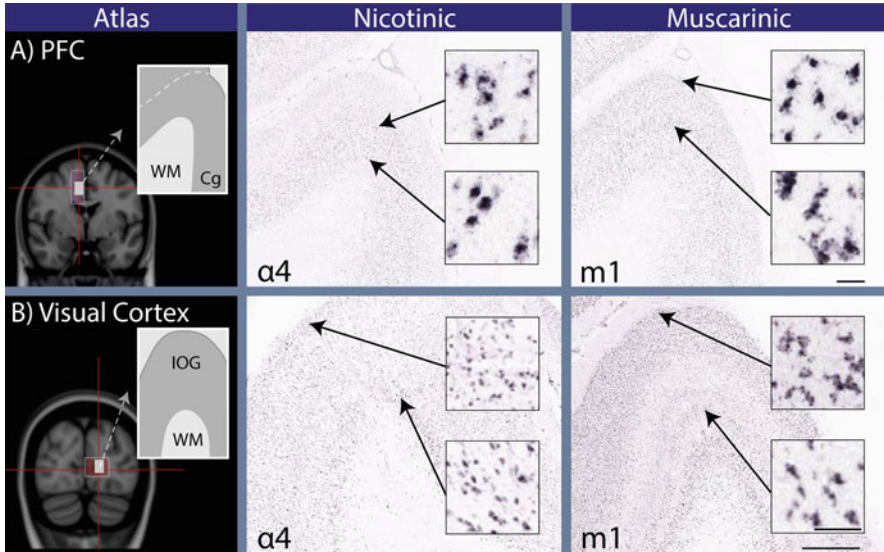 Atlas
Nicotinic
Muscarinic
A) PFC
WM
Cg
α4
m1
B) Visual Cortex
IOG
WM
α4
m1